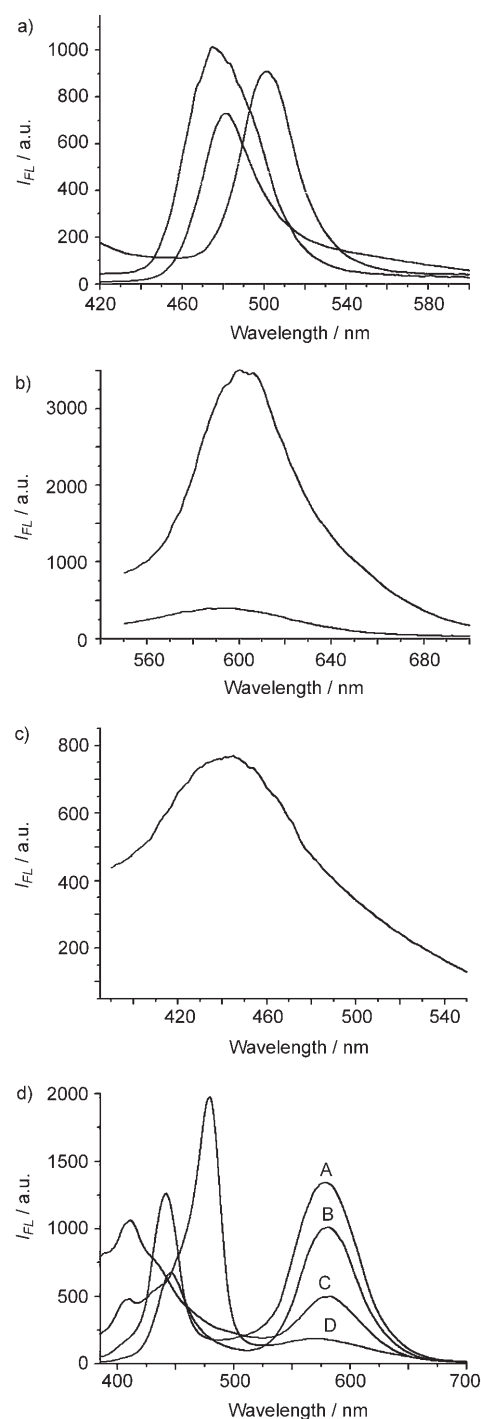 a)
1000
800
600
400
200
0
I_FL / a.u.
420 460 500 540 580
Wavelength / nm
b)
3000
2000
1000
0
I_FL / a.u.
560 600 640 680
Wavelength / nm
c)
800
600
400
200
I_FL / a.u.
420 460 500 540
Wavelength / nm
d)
2000
1500
1000
500
0
I_FL / a.u.
A
B
C
D
400 500 600 700
Wavelength / nm